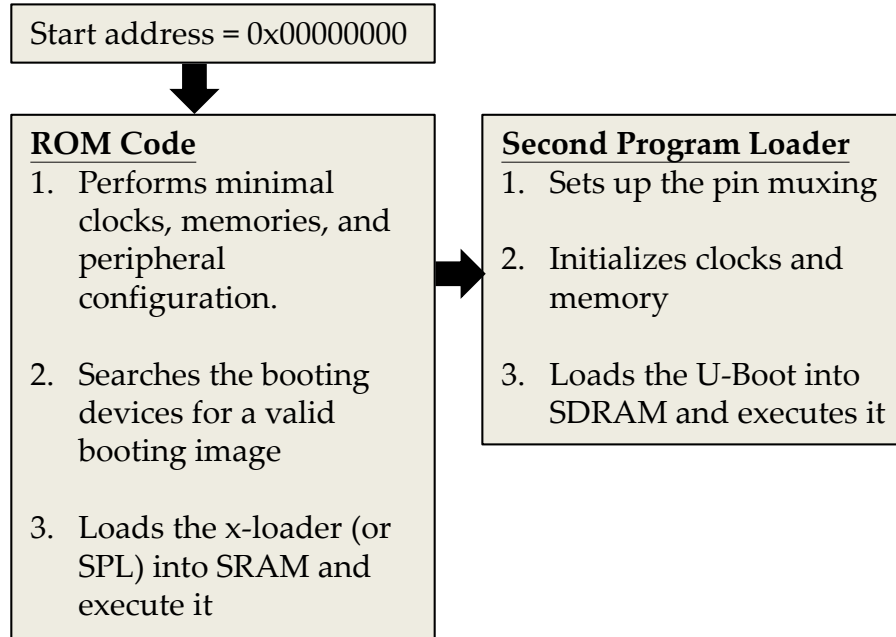 Start address = 0x00000000
ROM Code
1. Performs minimal
clocks, memories, and
peripheral
configuration.
2. Searches the booting
devices for a valid
booting image
3. Loads the x-loader (or
SPL) into SRAM and
execute it
Second Program Loader
1. Sets up the pin muxing
2. Initializes clocks and
memory
3. Loads the U-Boot into
SDRAM and executes it